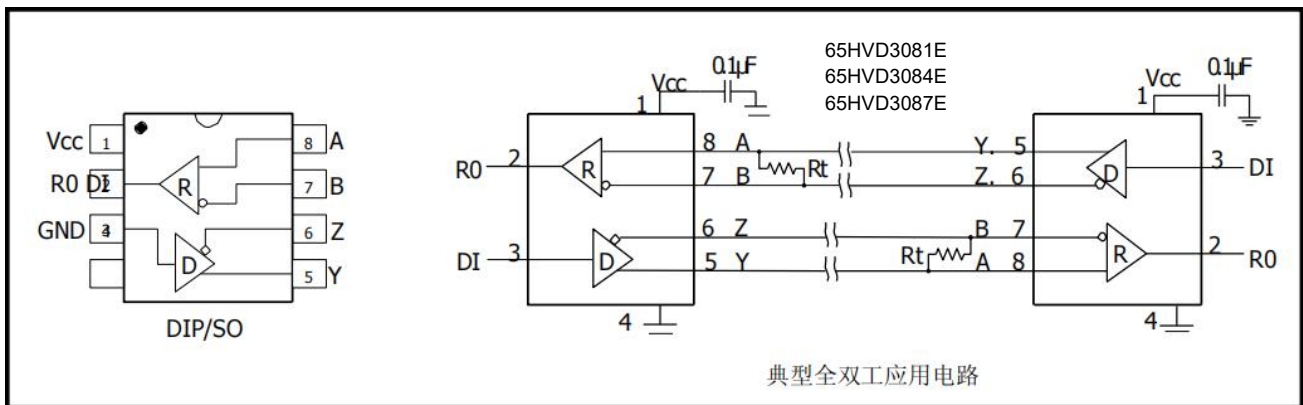 65HVD3081E
65HVD3084E
65HVD3087E
Vcc 1
R0 DI 2
GND 4
8 A
7 B
6 Z
5 Y
R
D
DIP/SO
Vcc
0.1μF
1
R0 2
R
8 A
7 B
Rt
DI 3
D
6 Z
5 Y
4
Vcc
0.1μF
1
Y. 5
Z. 6
D
3 DI
Rt
B 7
A 8
R
2 R0
4
典型全双工应用电路